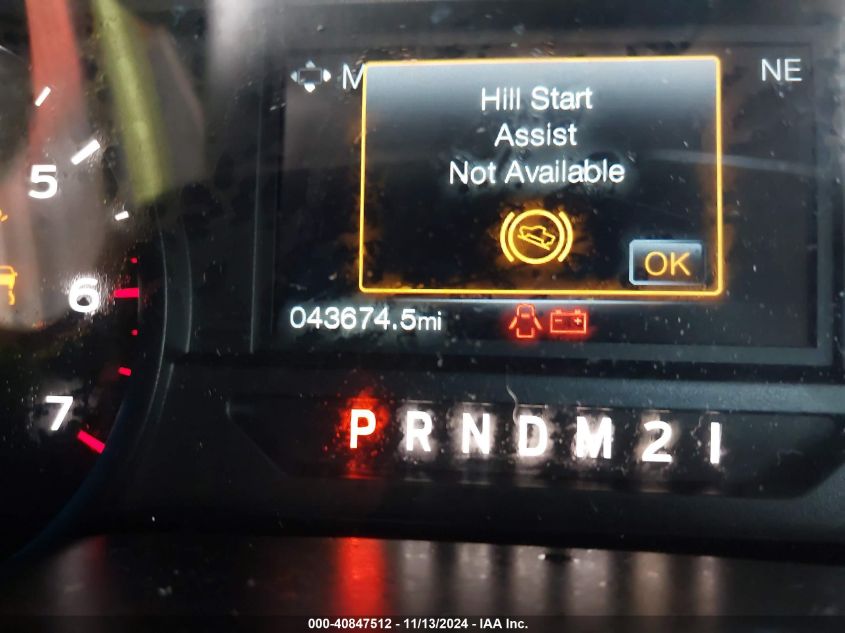 M
NE
Hill Start
Assist
Not Available
OK
5
6
7
043674.5mi
P R N D M 2 1
000-40847512 - 11/13/2024 - IAA Inc.